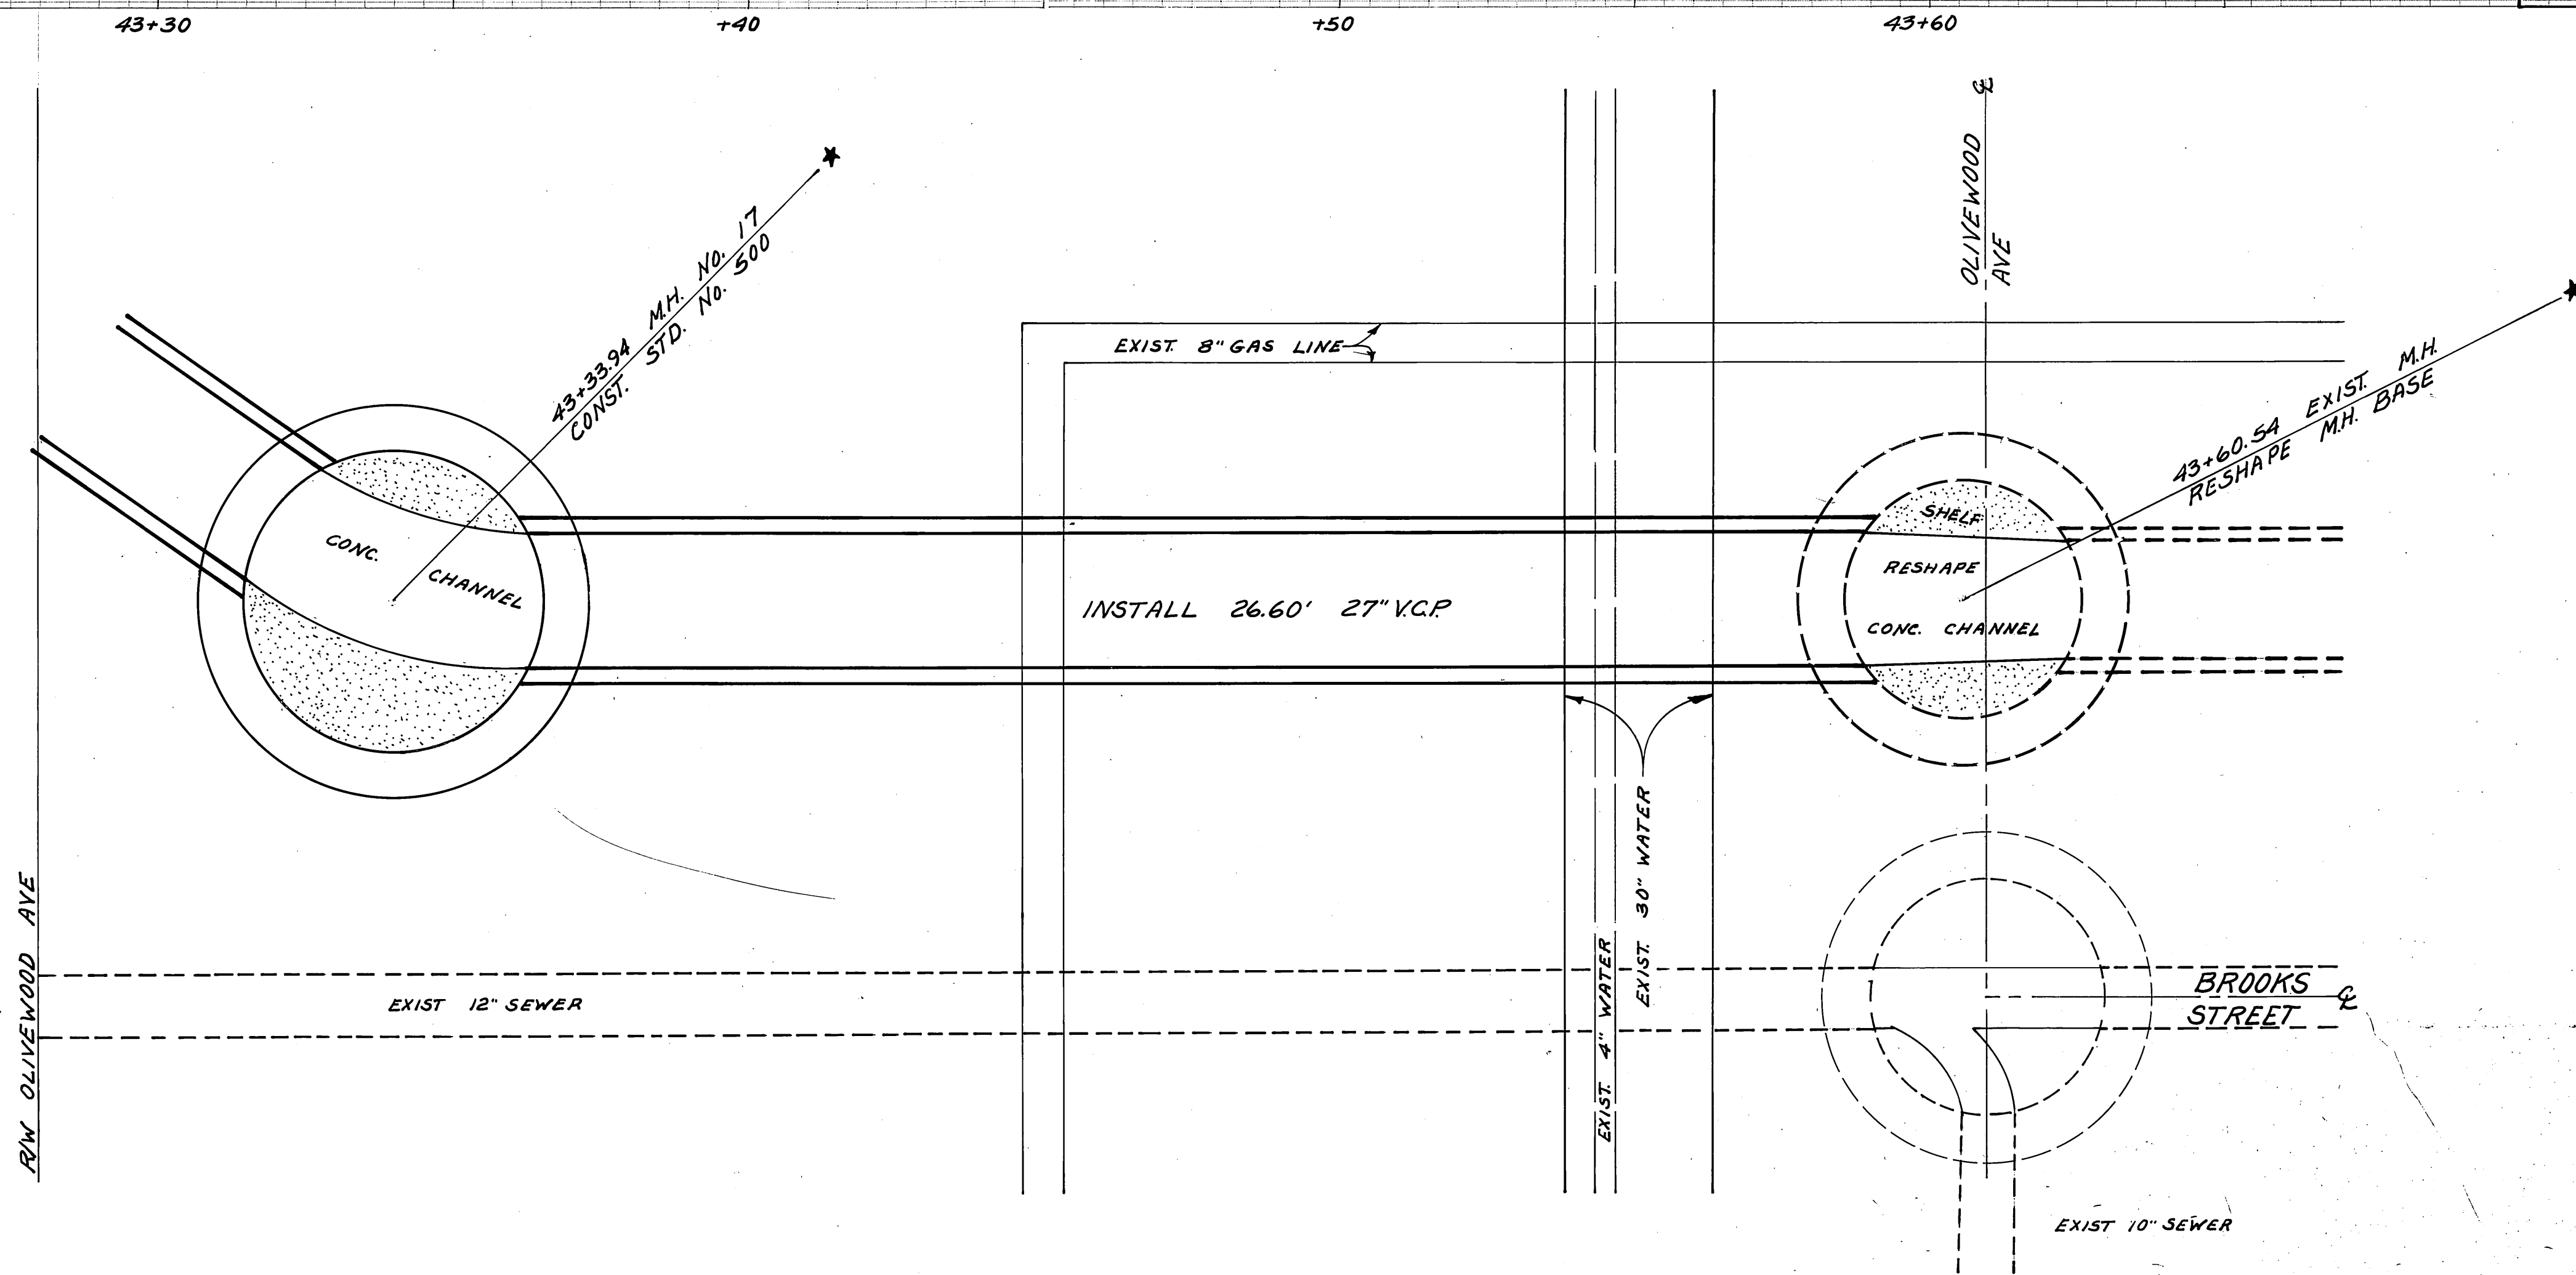 43+30 +40 +50 43+60
℄
OLIVEWOOD
AVE
43+33.94 M.H. NO. 17
CONST. STD. NO. 500
EXIST. 8" GAS LINE
43+60.54 EXIST. M.H.
RESHAPE M.H. BASE
SHELF
CONC.
CHANNEL
RESHAPE
CONC. CHANNEL
INSTALL 26.60' 27" V.C.P.
EXIST. 30" WATER
EXIST. 4" WATER
R/W OLIVEWOOD AVE
EXIST 12" SEWER
BROOKS
STREET
℄
EXIST 10" SEWER